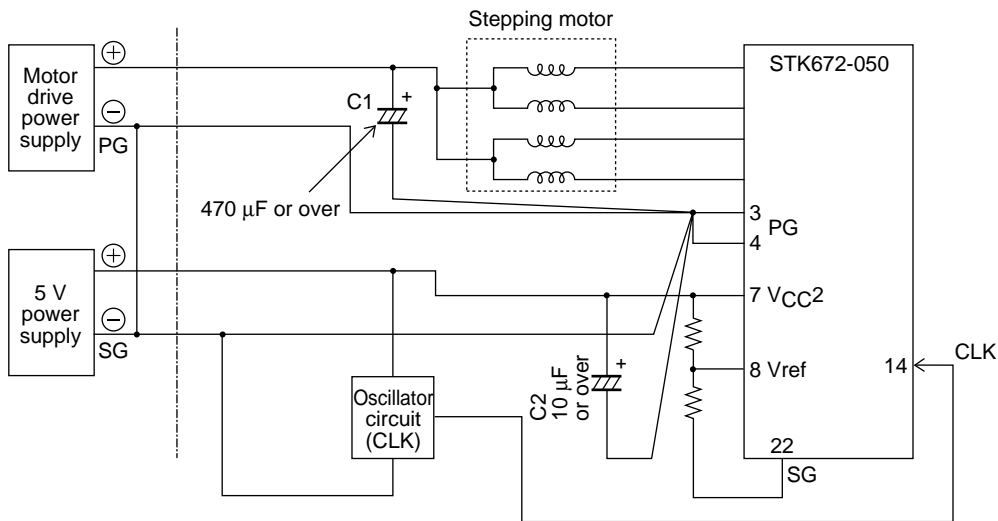 Stepping motor
Motor
drive
power
supply
+
−
PG
C1
+
470 µF or over
STK672-050
3
PG
4
5 V
power
supply
+
−
SG
7 VCC2
8 Vref
14
CLK
C2
10 µF
or over
+
Oscillator
circuit
(CLK)
22
SG